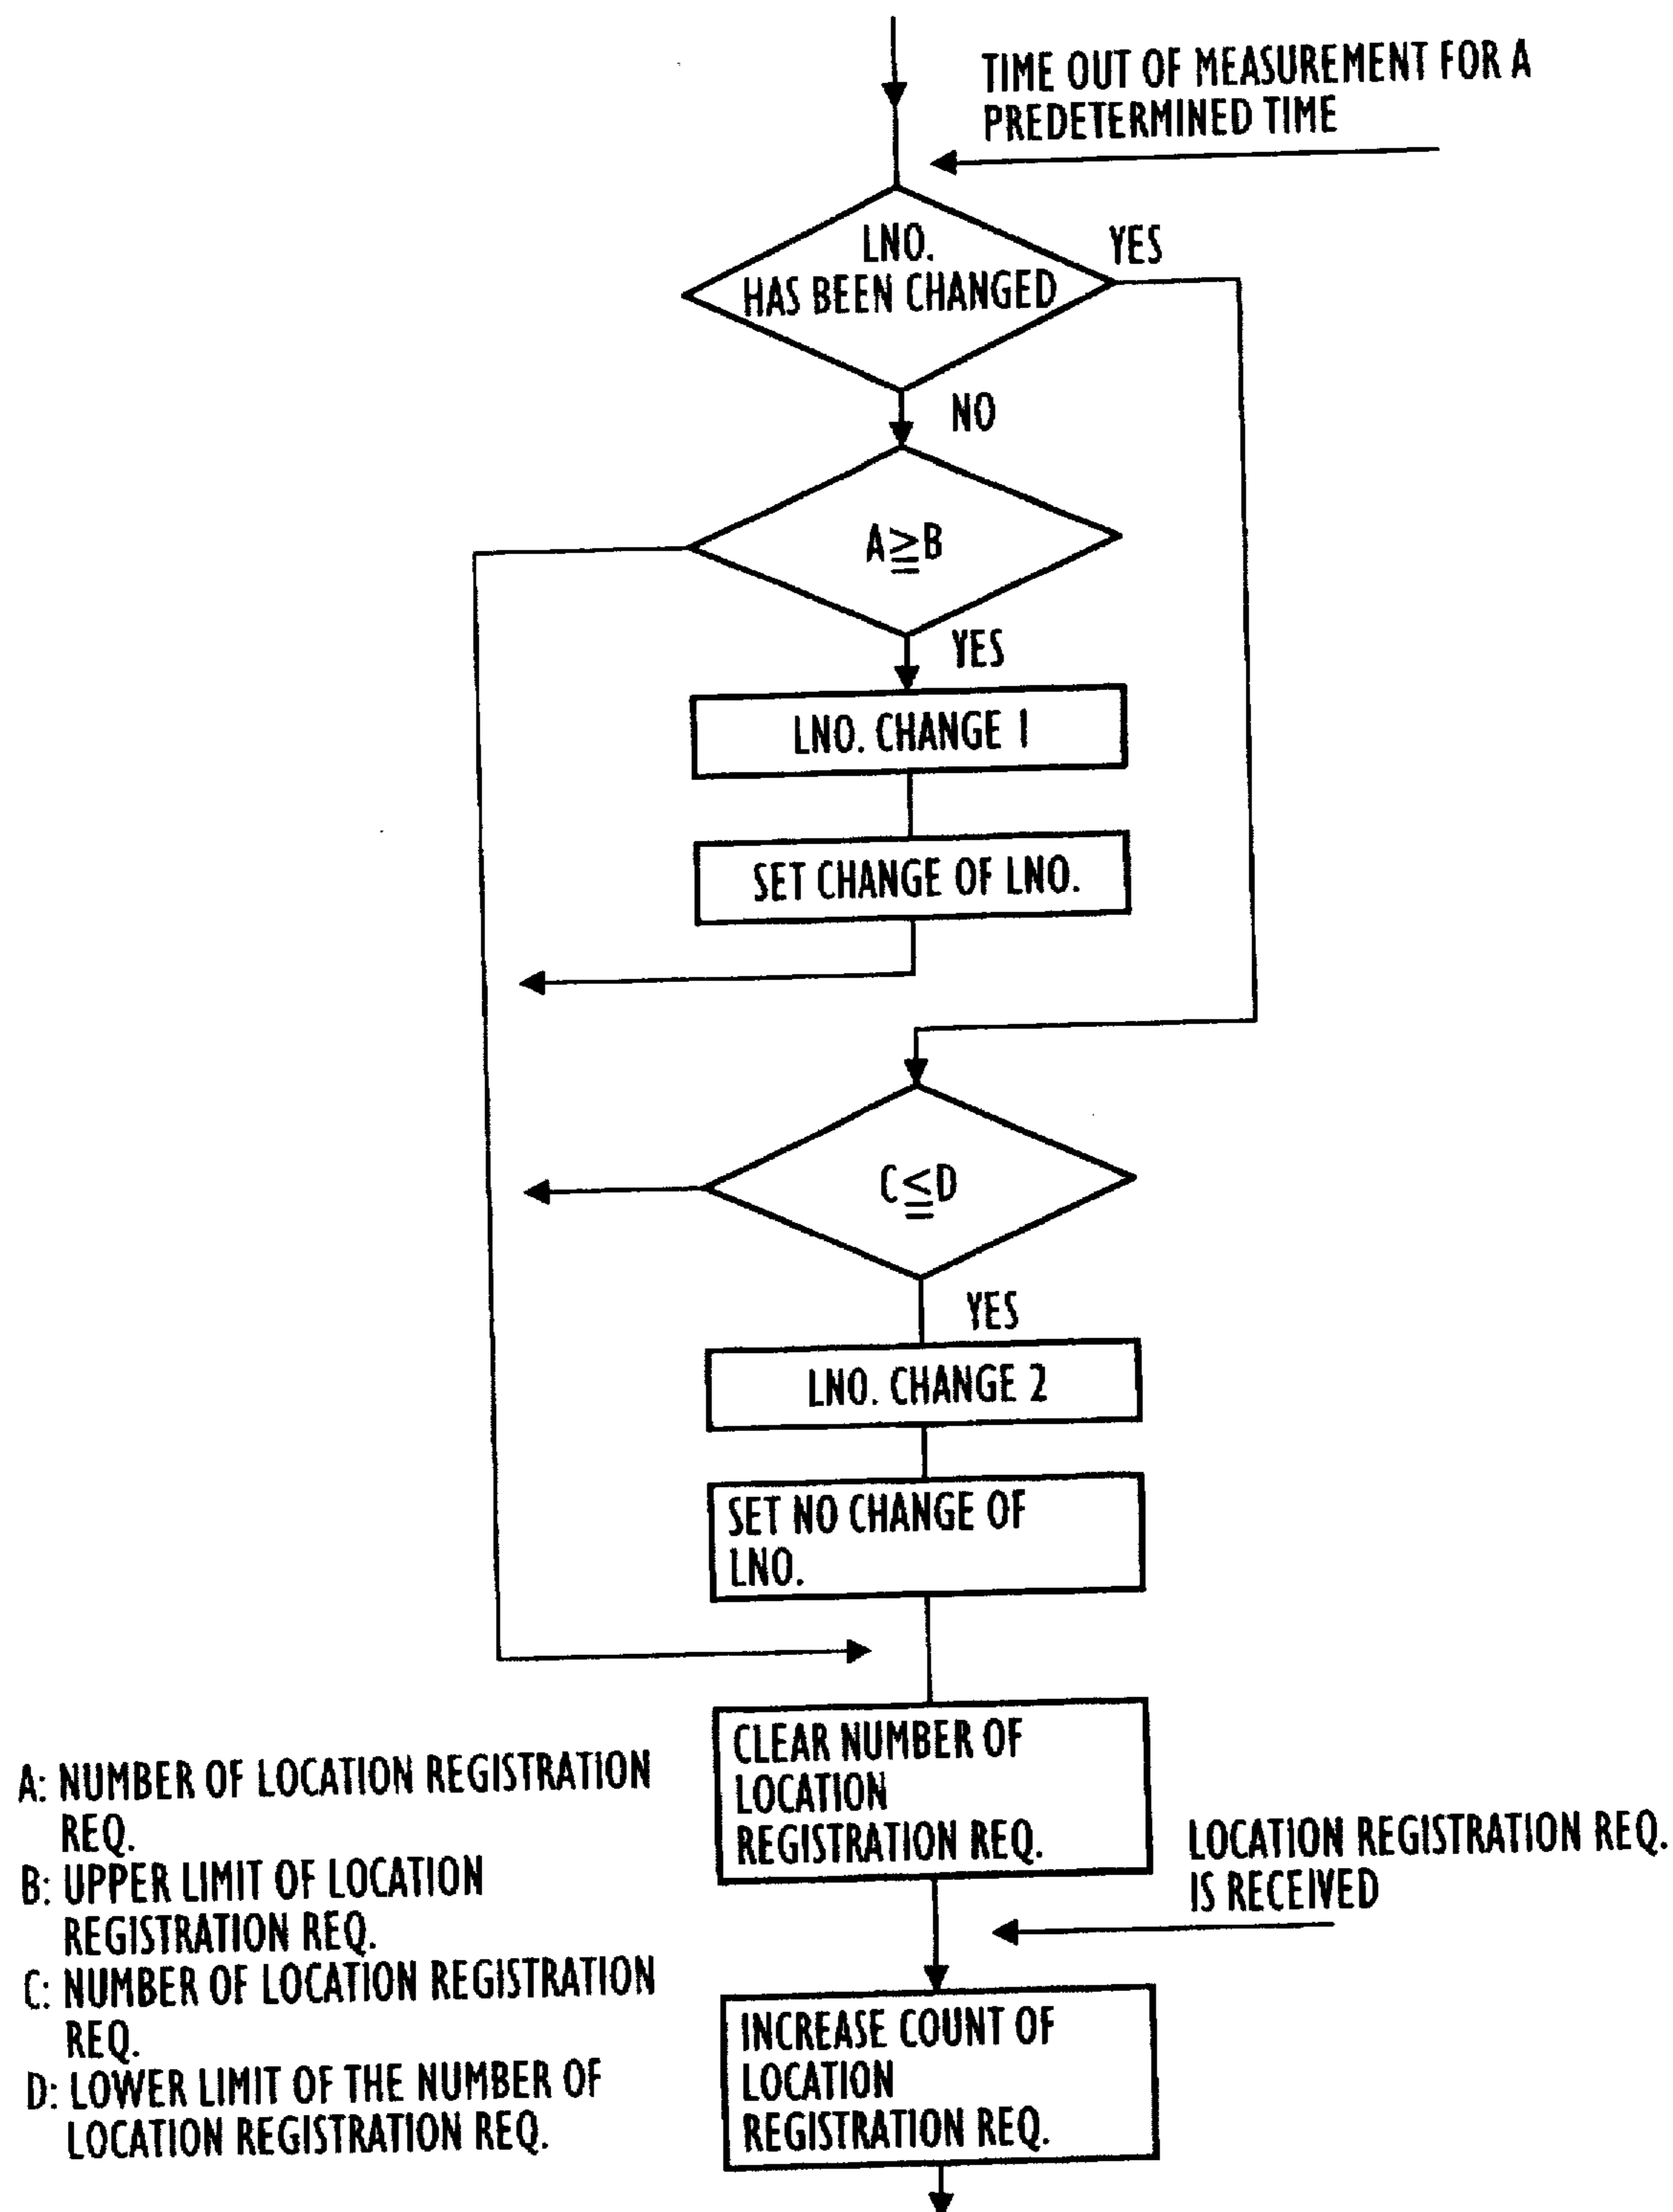 TIME OUT OF MEASUREMENT FOR A
PREDETERMINED TIME
LNO.
HAS BEEN CHANGED
YES
NO
A≧B
YES
LNO. CHANGE 1
SET CHANGE OF LNO.
C≦D
YES
LNO. CHANGE 2
SET NO CHANGE OF
LNO.
CLEAR NUMBER OF
LOCATION
REGISTRATION REQ.
LOCATION REGISTRATION REQ.
IS RECEIVED
INCREASE COUNT OF
LOCATION
REGISTRATION REQ.
A: NUMBER OF LOCATION REGISTRATION
REQ.
B: UPPER LIMIT OF LOCATION
REGISTRATION REQ.
C: NUMBER OF LOCATION REGISTRATION
REQ.
D: LOWER LIMIT OF THE NUMBER OF
LOCATION REGISTRATION REQ.